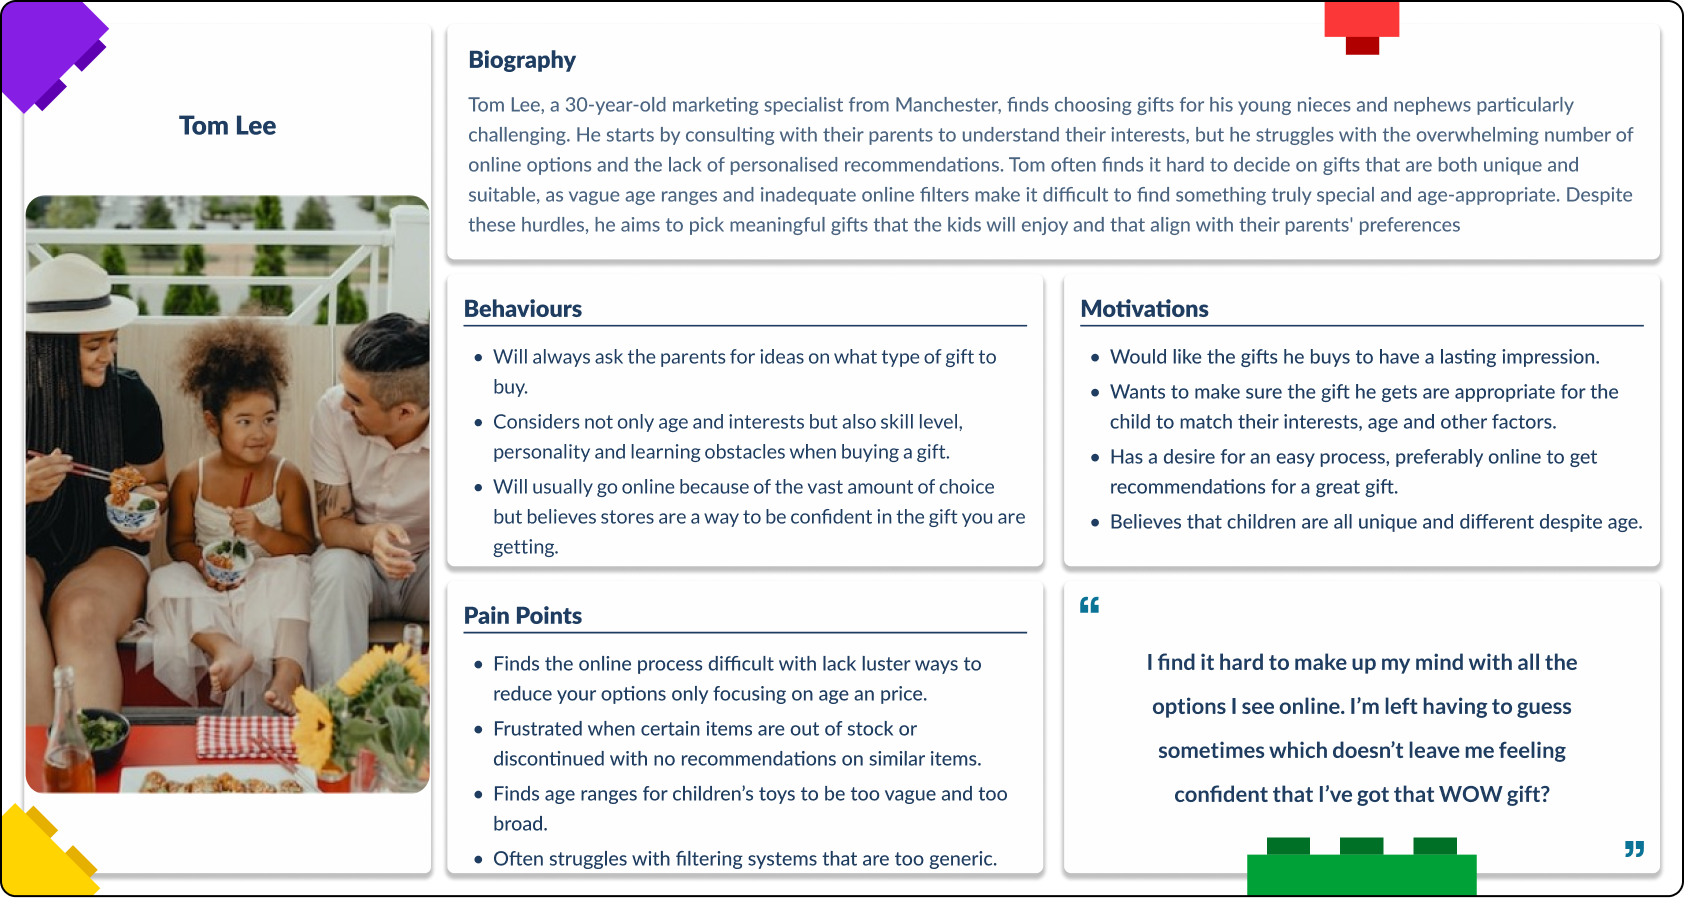 Tom Lee
Biography
Tom Lee, a 30-year-old marketing specialist from Manchester, finds choosing gifts for his young nieces and nephews particularly
challenging. He starts by consulting with their parents to understand their interests, but he struggles with the overwhelming number of
online options and the lack of personalised recommendations. Tom often finds it hard to decide on gifts that are both unique and
suitable, as vague age ranges and inadequate online filters make it difficult to find something truly special and age-appropriate. Despite
these hurdles, he aims to pick meaningful gifts that the kids will enjoy and that align with their parents' preferences
Behaviours
• Will always ask the parents for ideas on what type of gift to
buy.
• Considers not only age and interests but also skill level,
personality and learning obstacles when buying a gift.
• Will usually go online because of the vast amount of choice
but believes stores are a way to be confident in the gift you are
getting.
Motivations
• Would like the gifts he buys to have a lasting impression.
• Wants to make sure the gift he gets are appropriate for the
child to match their interests, age and other factors.
• Has a desire for an easy process, preferably online to get
recommendations for a great gift.
• Believes that children are all unique and different despite age.
Pain Points
• Finds the online process difficult with lack luster ways to
reduce your options only focusing on age an price.
• Frustrated when certain items are out of stock or
discontinued with no recommendations on similar items.
• Finds age ranges for children’s toys to be too vague and too
broad.
• Often struggles with filtering systems that are too generic.
“
I find it hard to make up my mind with all the
options I see online. I’m left having to guess
sometimes which doesn’t leave me feeling
confident that I’ve got that WOW gift?
”